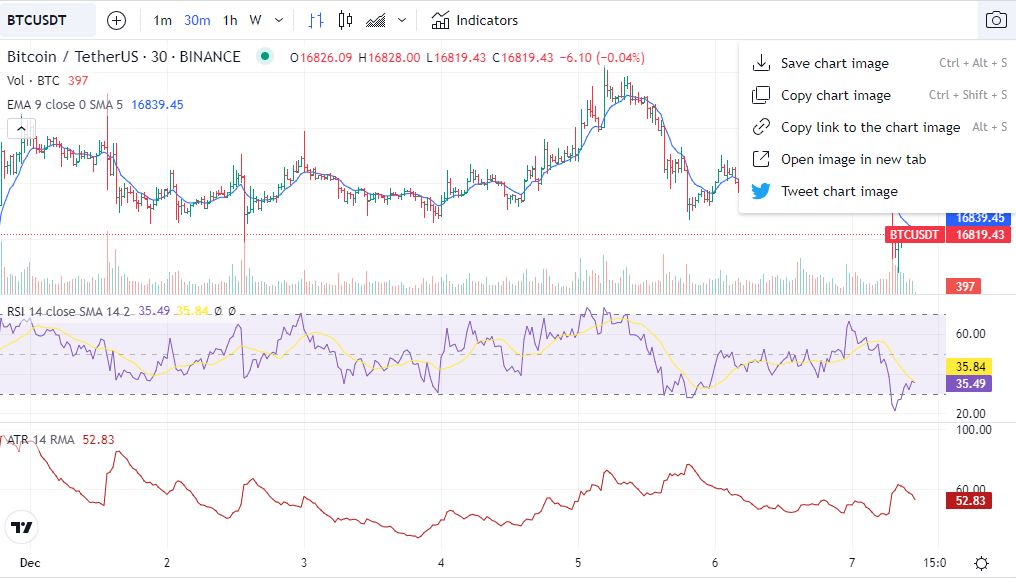 BTCUSDT 1m 30m 1h W Indicators
Bitcoin / TetherUS · 30 · BINANCE O16826.09 H16828.00 L16819.43 C16819.43 −6.10 (−0.04%)
Vol · BTC 397
EMA 9 close 0 SMA 5 16839.45
Save chart image Ctrl + Alt + S
Copy chart image Ctrl + Shift + S
Copy link to the chart image Alt + S
Open image in new tab
Tweet chart image
16839.45
BTCUSDT 16819.43
397
RSI 14 close SMA 14 2 35.49 35.84 Ø Ø
60.00
35.84
35.49
20.00
100.00
ATR 14 RMA 52.83
60.00
52.83
Dec 2 3 4 5 6 7 15:0